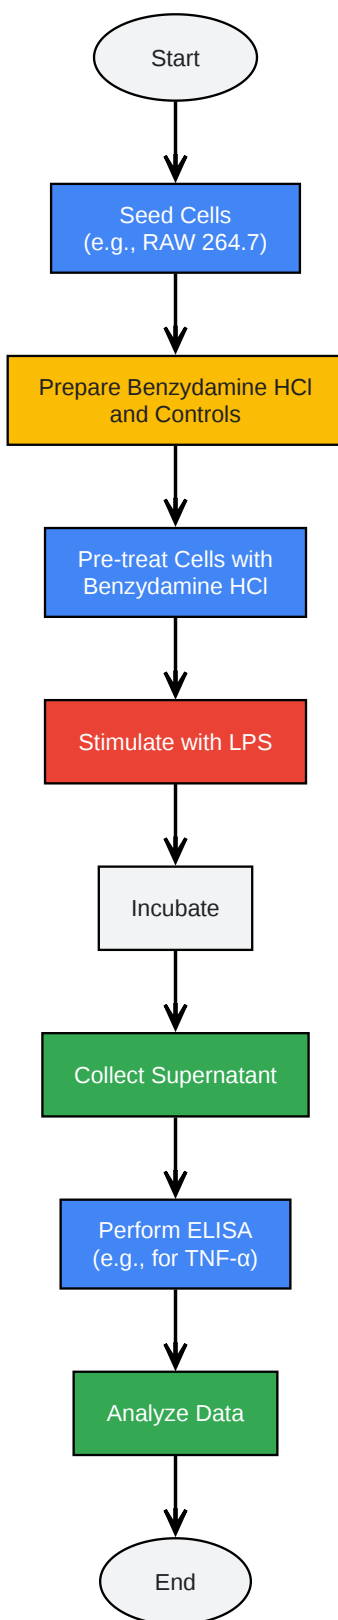 Start
Seed Cells
(e.g., RAW 264.7)
Prepare Benzydamine HCl
and Controls
Pre-treat Cells with
Benzydamine HCl
Stimulate with LPS
Incubate
Collect Supernatant
Perform ELISA
(e.g., for TNF-α)
Analyze Data
End